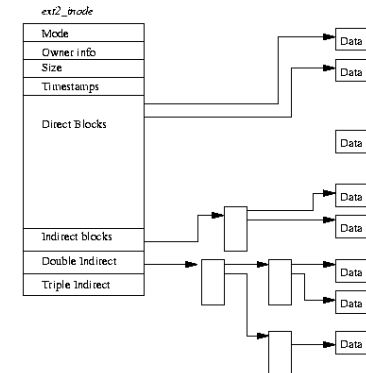 ext2_inode
Mode
Owner info
Size
Timestamps
Direct Blocks
Indirect blocks
Double Indirect
Triple Indirect
Data
Data
Data
Data
Data
Data
Data
Data